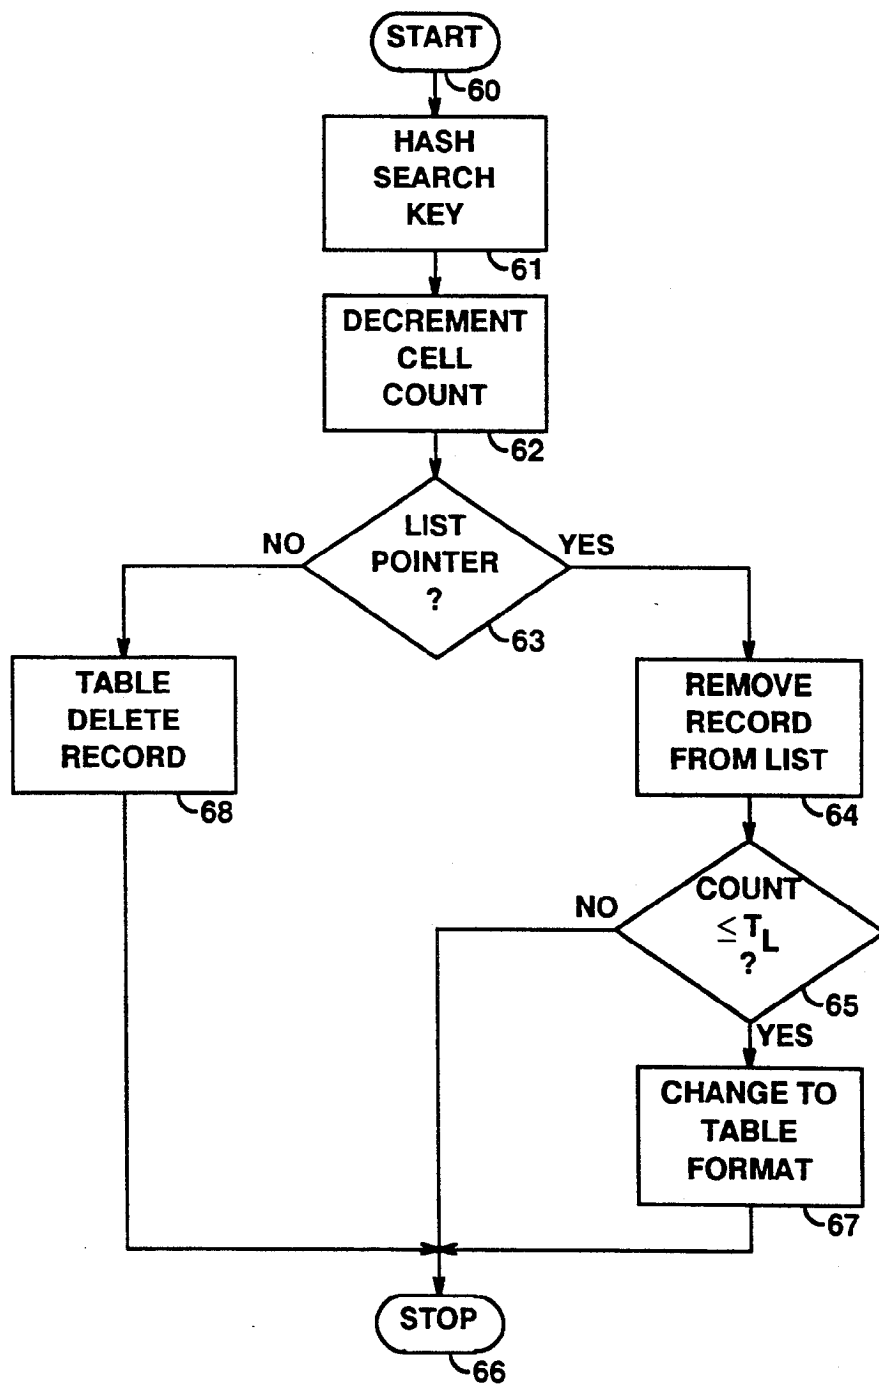 START
60
HASH
SEARCH
KEY
61
DECREMENT
CELL
COUNT
62
LIST
POINTER
?
63
NO
YES
TABLE
DELETE
RECORD
68
REMOVE
RECORD
FROM LIST
64
COUNT
≤ TL
?
65
NO
YES
CHANGE TO
TABLE
FORMAT
67
STOP
66